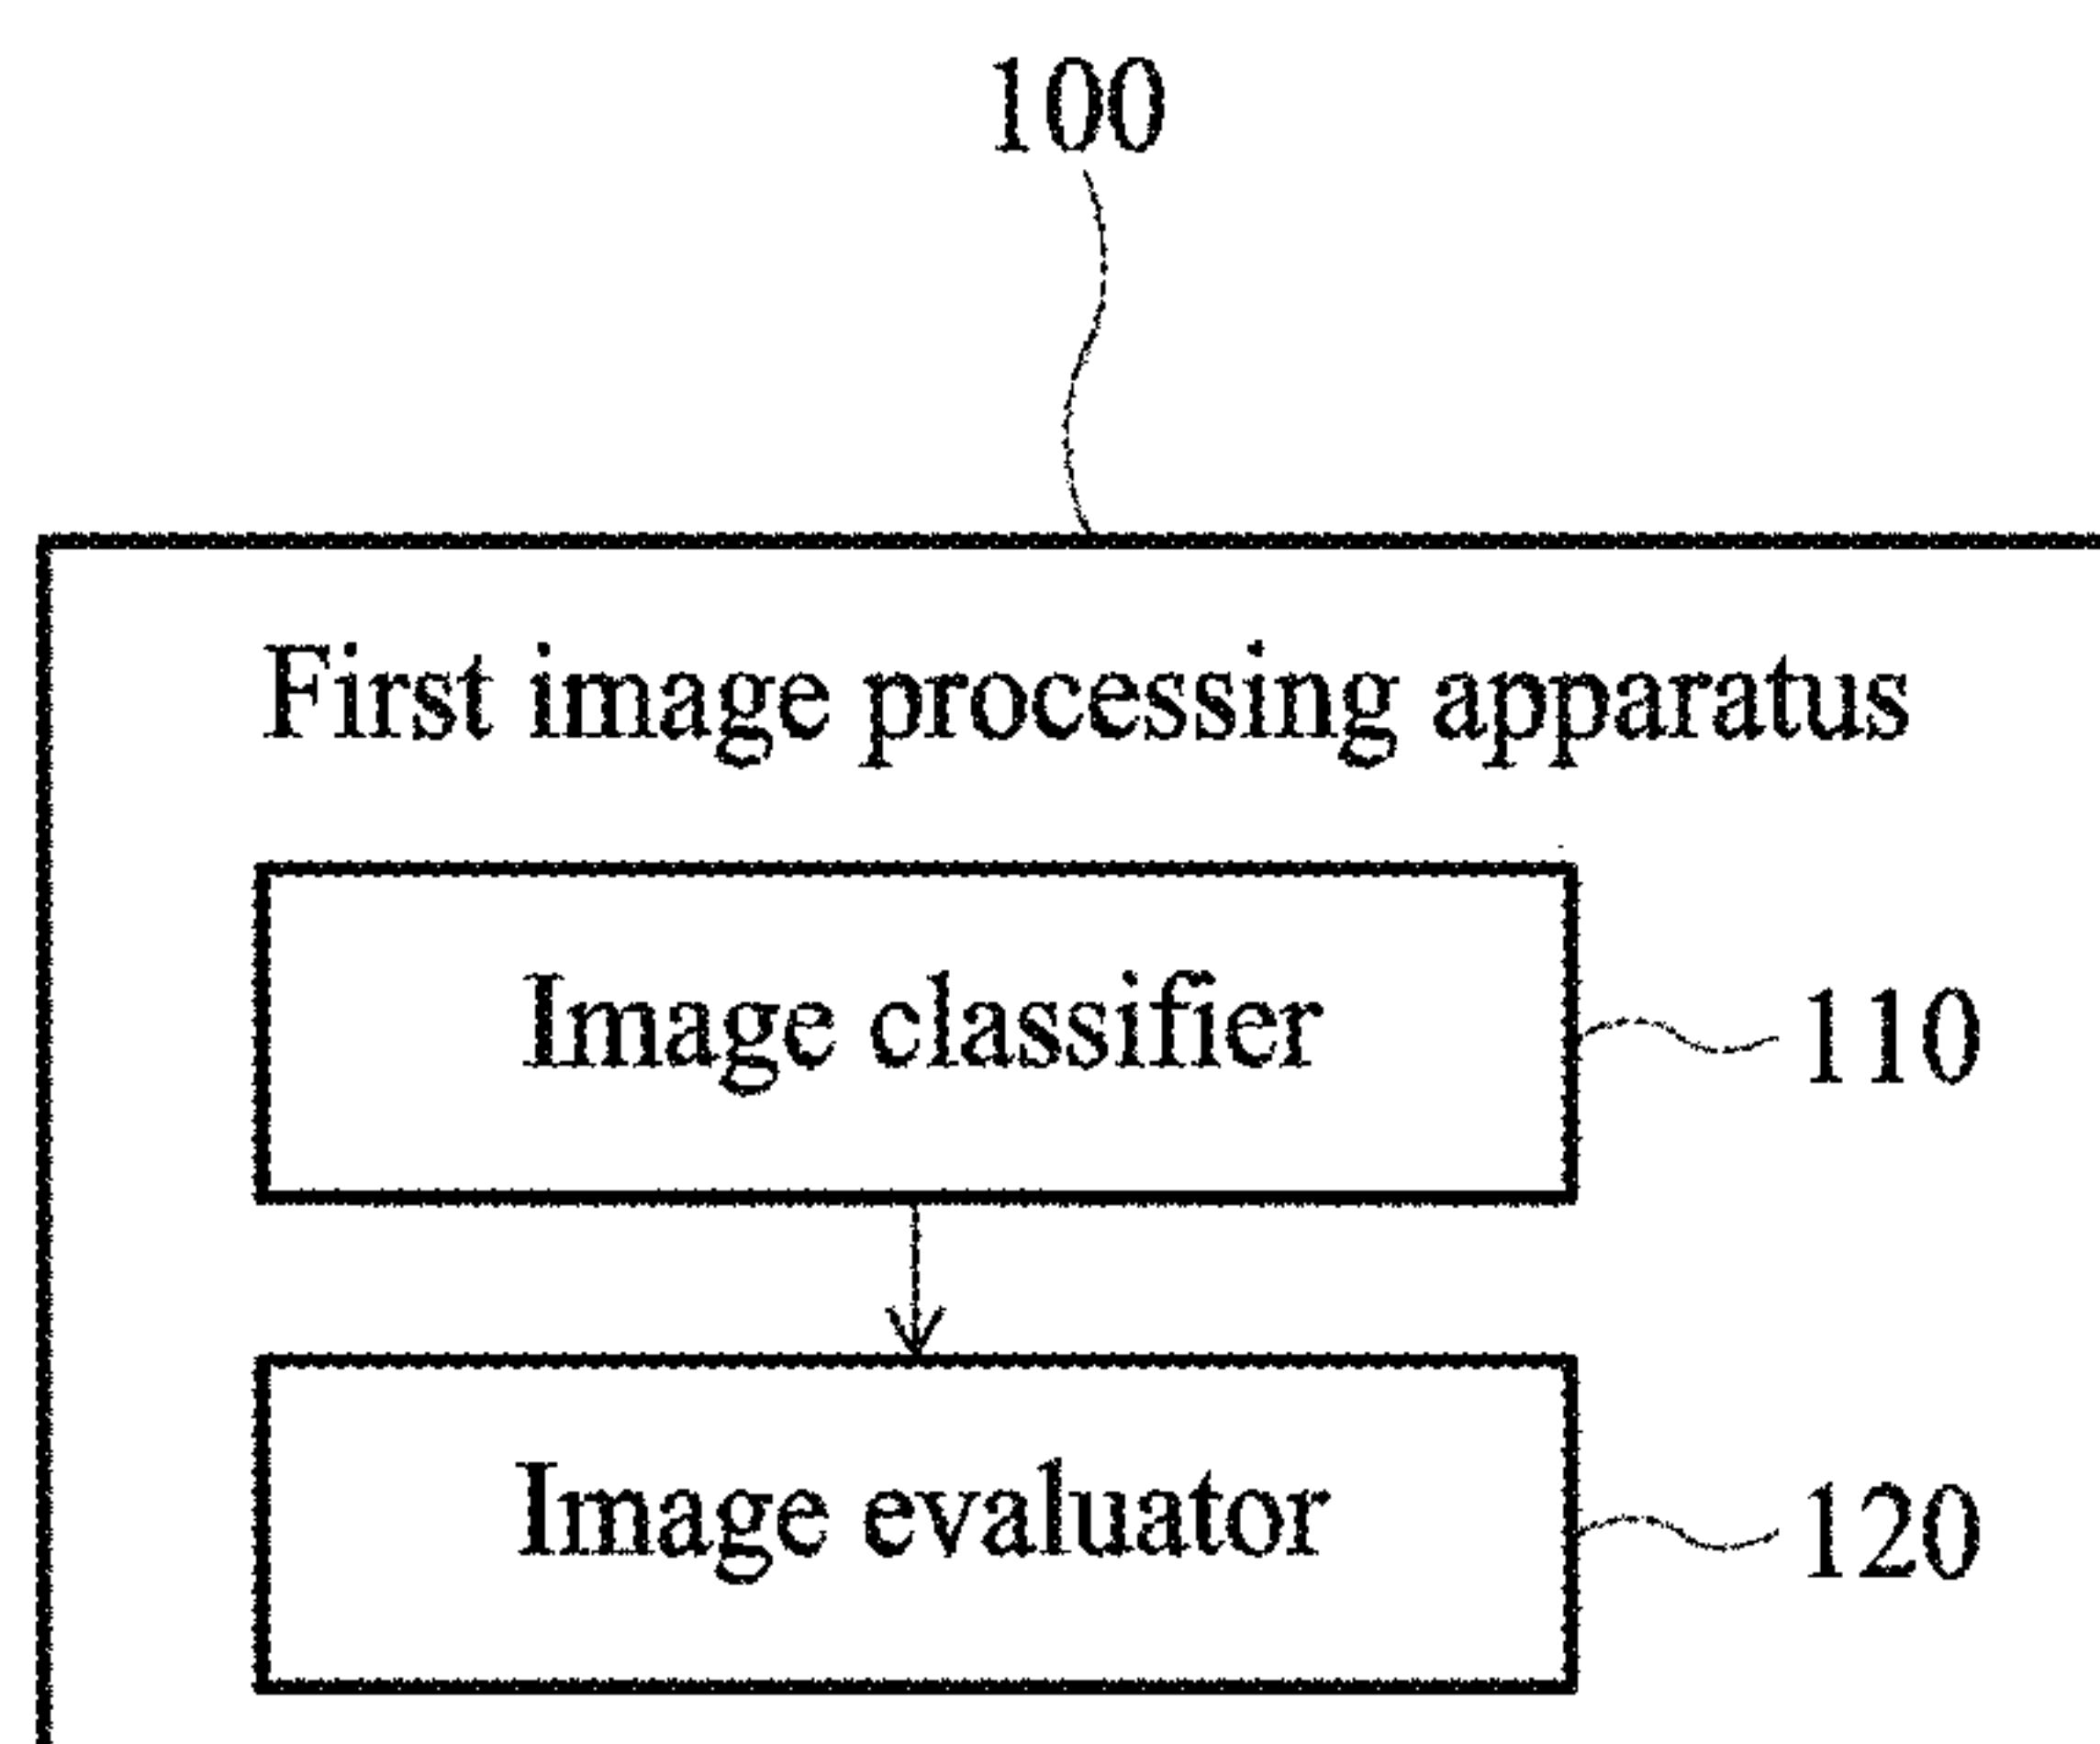 100
First image processing apparatus
Image classifier
110
Image evaluator
120